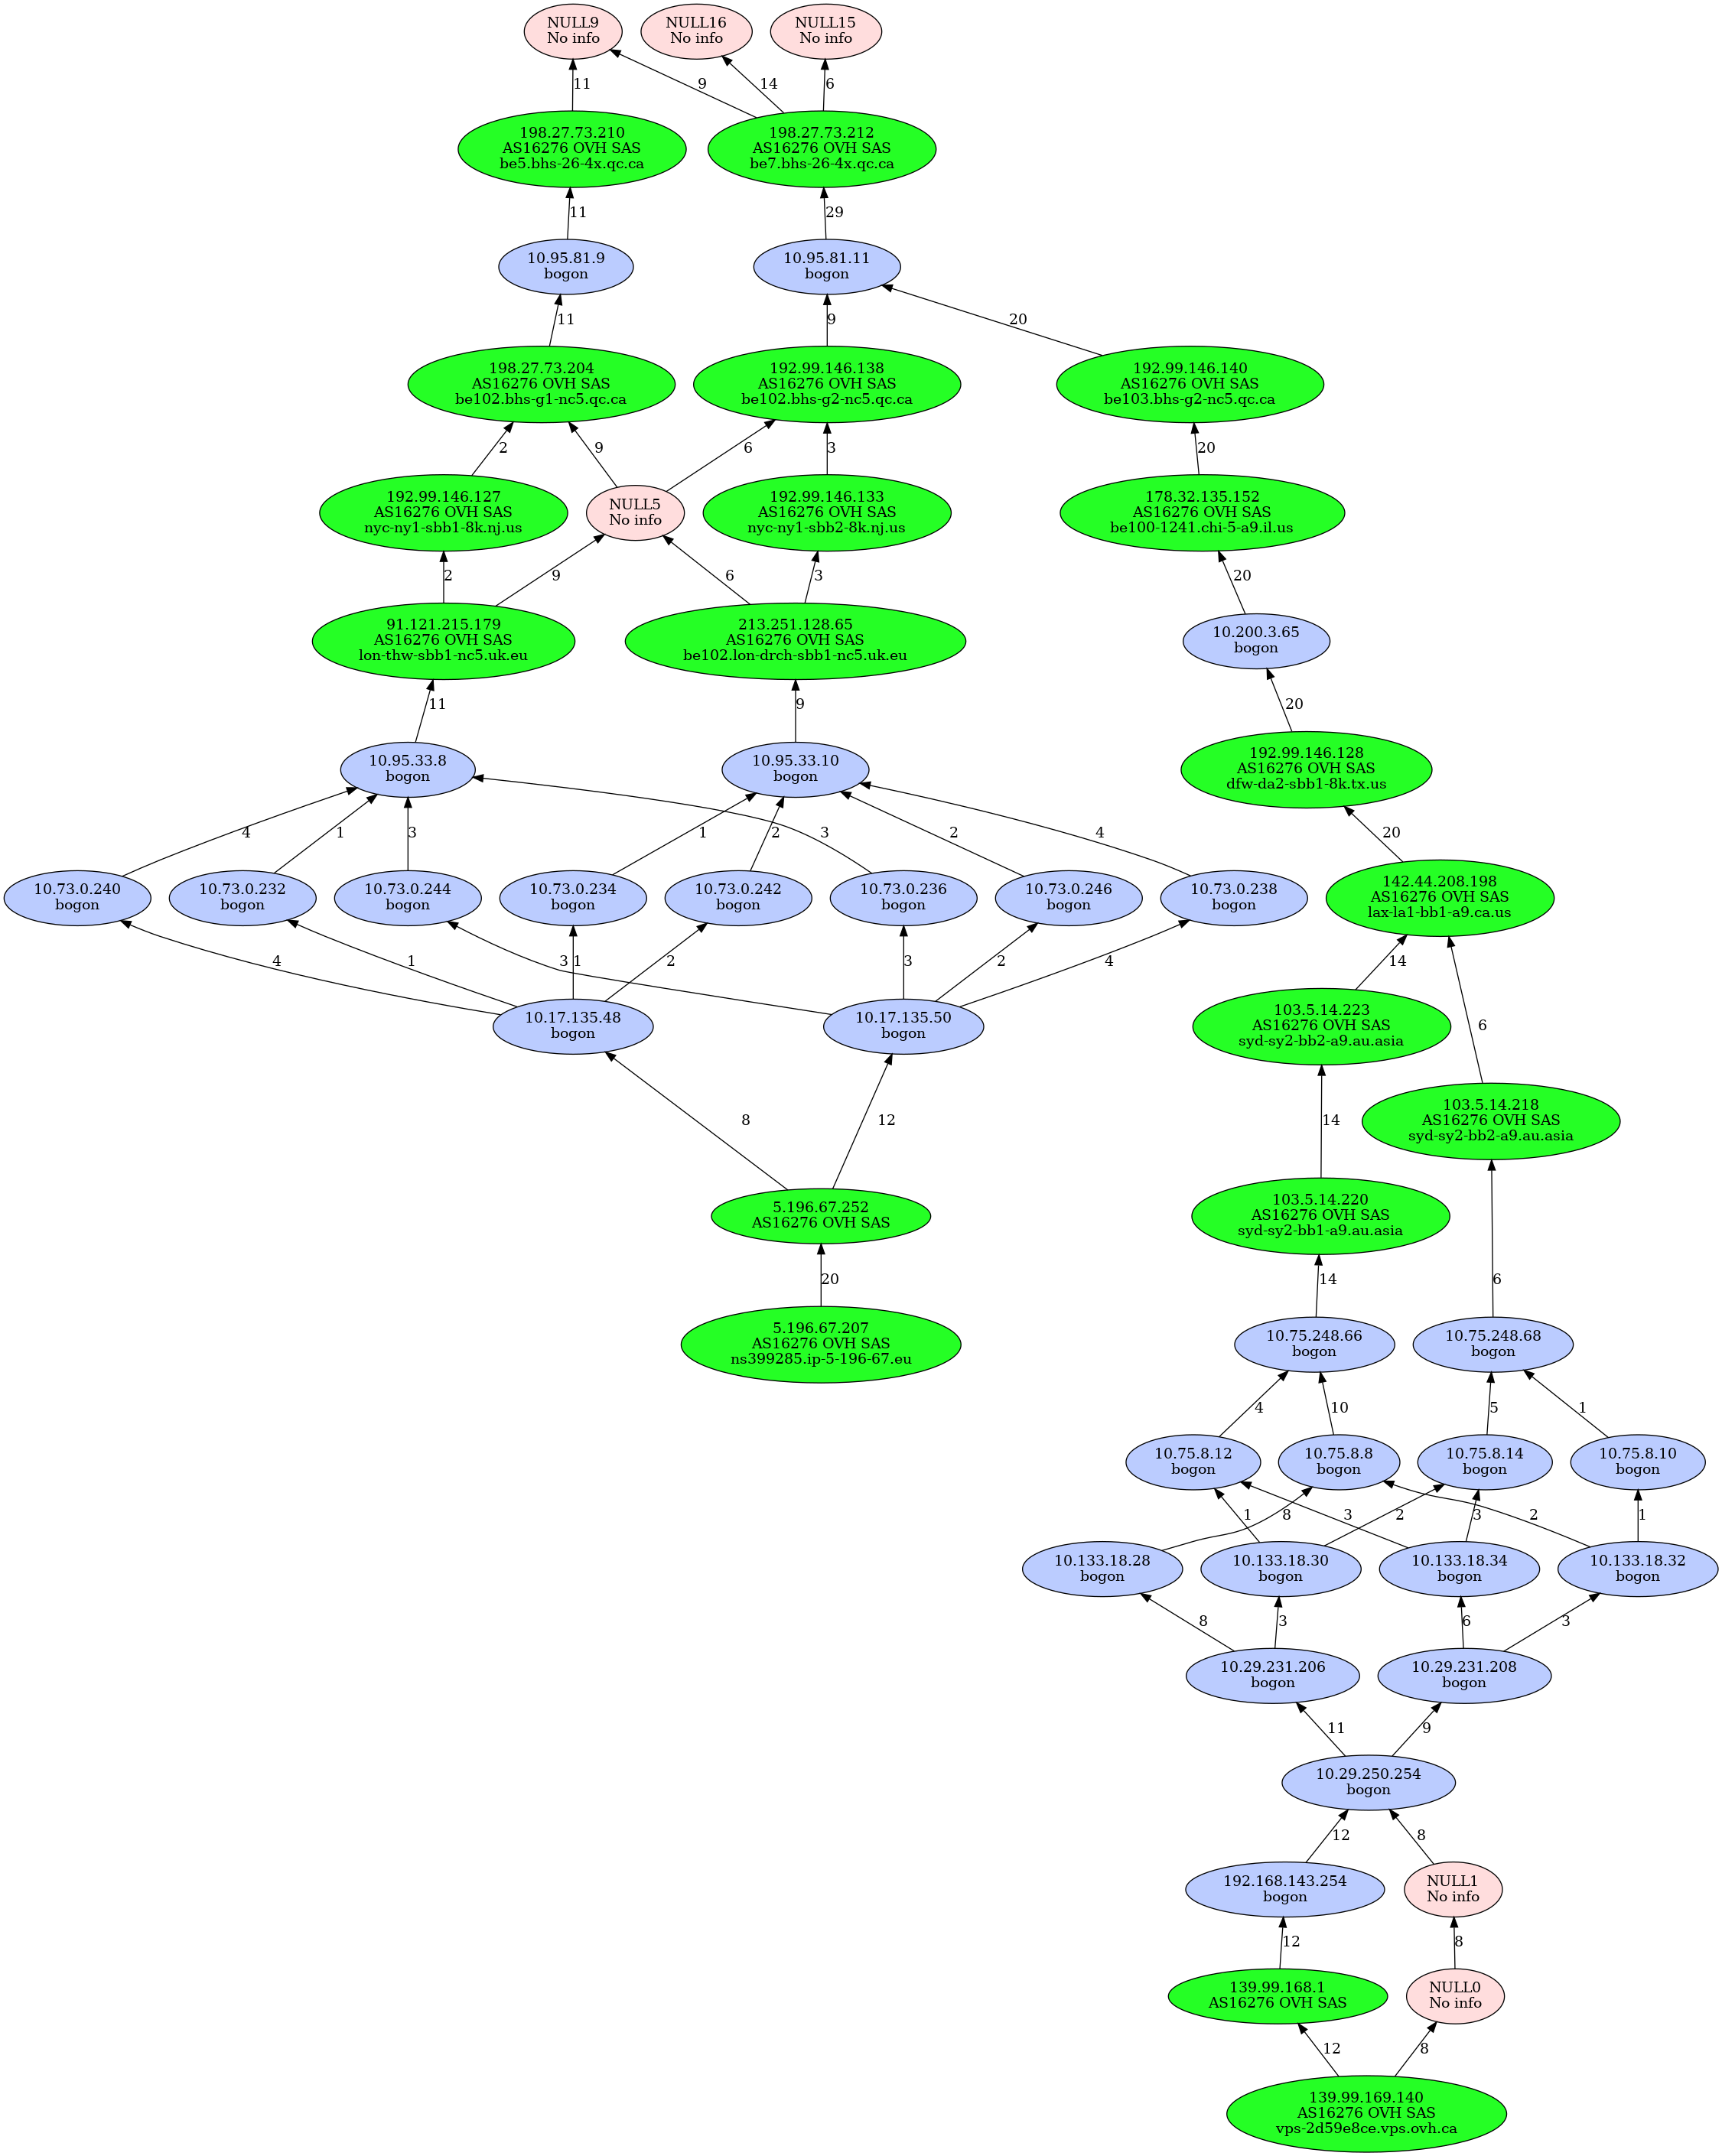 NULL9
No info
NULL16
No info
NULL15
No info
11
9
14
6
198.27.73.210
AS16276 OVH SAS
be5.bhs-26-4x.qc.ca
198.27.73.212
AS16276 OVH SAS
be7.bhs-26-4x.qc.ca
11
29
10.95.81.9
bogon
10.95.81.11
bogon
11
9
20
198.27.73.204
AS16276 OVH SAS
be102.bhs-g1-nc5.qc.ca
192.99.146.138
AS16276 OVH SAS
be102.bhs-g2-nc5.qc.ca
192.99.146.140
AS16276 OVH SAS
be103.bhs-g2-nc5.qc.ca
2
9
6
3
20
192.99.146.127
AS16276 OVH SAS
nyc-ny1-sbb1-8k.nj.us
NULL5
No info
192.99.146.133
AS16276 OVH SAS
nyc-ny1-sbb2-8k.nj.us
178.32.135.152
AS16276 OVH SAS
be100-1241.chi-5-a9.il.us
2
9
6
3
20
91.121.215.179
AS16276 OVH SAS
lon-thw-sbb1-nc5.uk.eu
213.251.128.65
AS16276 OVH SAS
be102.lon-drch-sbb1-nc5.uk.eu
10.200.3.65
bogon
11
9
20
10.95.33.8
bogon
10.95.33.10
bogon
192.99.146.128
AS16276 OVH SAS
dfw-da2-sbb1-8k.tx.us
4
1
3
1
2
3
2
4
20
10.73.0.240
bogon
10.73.0.232
bogon
10.73.0.244
bogon
10.73.0.234
bogon
10.73.0.242
bogon
10.73.0.236
bogon
10.73.0.246
bogon
10.73.0.238
bogon
142.44.208.198
AS16276 OVH SAS
lax-la1-bb1-a9.ca.us
4
1
3
1
2
3
2
4
14
6
10.17.135.48
bogon
10.17.135.50
bogon
103.5.14.223
AS16276 OVH SAS
syd-sy2-bb2-a9.au.asia
8
12
14
103.5.14.218
AS16276 OVH SAS
syd-sy2-bb2-a9.au.asia
5.196.67.252
AS16276 OVH SAS
103.5.14.220
AS16276 OVH SAS
syd-sy2-bb1-a9.au.asia
20
14
6
5.196.67.207
AS16276 OVH SAS
ns399285.ip-5-196-67.eu
10.75.248.66
bogon
10.75.248.68
bogon
4
10
5
1
10.75.8.12
bogon
10.75.8.8
bogon
10.75.8.14
bogon
10.75.8.10
bogon
1
8
3
2
3
2
1
10.133.18.28
bogon
10.133.18.30
bogon
10.133.18.34
bogon
10.133.18.32
bogon
8
3
6
3
10.29.231.206
bogon
10.29.231.208
bogon
11
9
10.29.250.254
bogon
12
8
192.168.143.254
bogon
NULL1
No info
12
8
139.99.168.1
AS16276 OVH SAS
NULL0
No info
12
8
139.99.169.140
AS16276 OVH SAS
vps-2d59e8ce.vps.ovh.ca